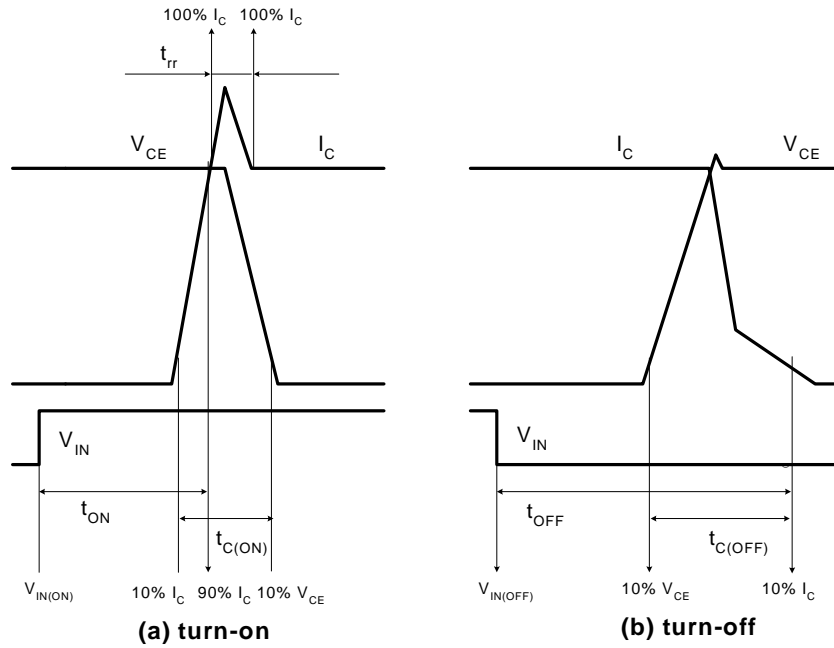 100% I_C 100% I_C
t_rr
V_CE I_C
I_C V_CE
V_IN
V_IN
t_ON
t_OFF
t_C(ON)
t_C(OFF)
V_IN(ON) 10% I_C 90% I_C 10% V_CE
V_IN(OFF) 10% V_CE 10% I_C
(a) turn-on
(b) turn-off